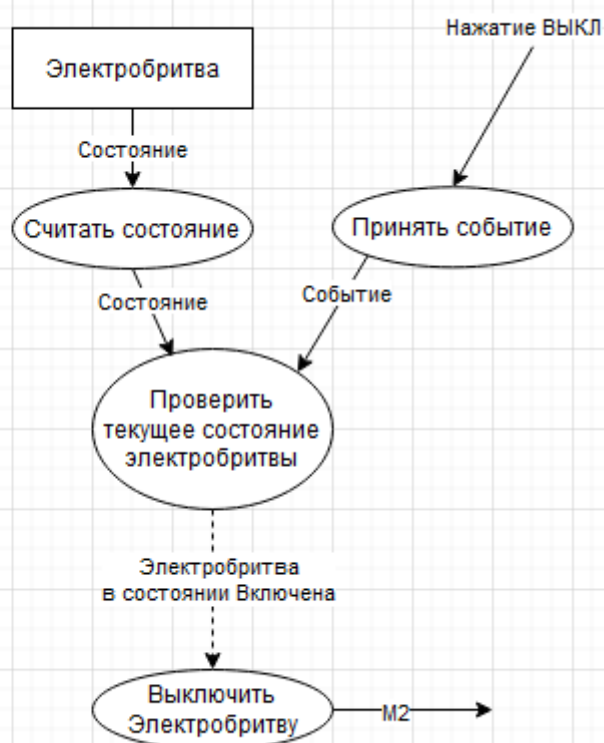 Нажатие ВЫКЛ
Электробритва
Состояние
Считать состояние
Принять событие
Состояние
Событие
Проверить
текущее состояние
электробритвы
Электробритва
в состоянии Включена
Выключить
Электробритву
М2